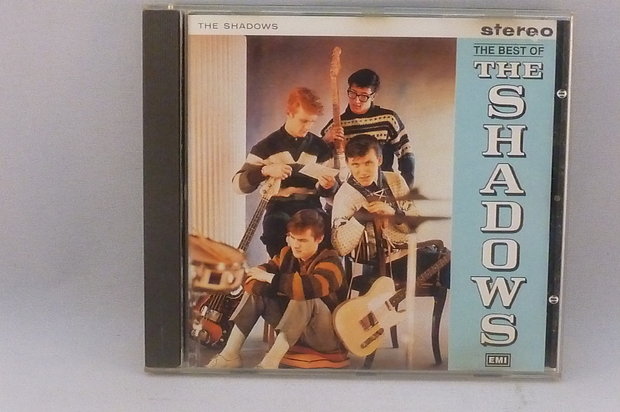 THE SHADOWS
stereo
THE BEST OF
THE
SHADOWS
EMI